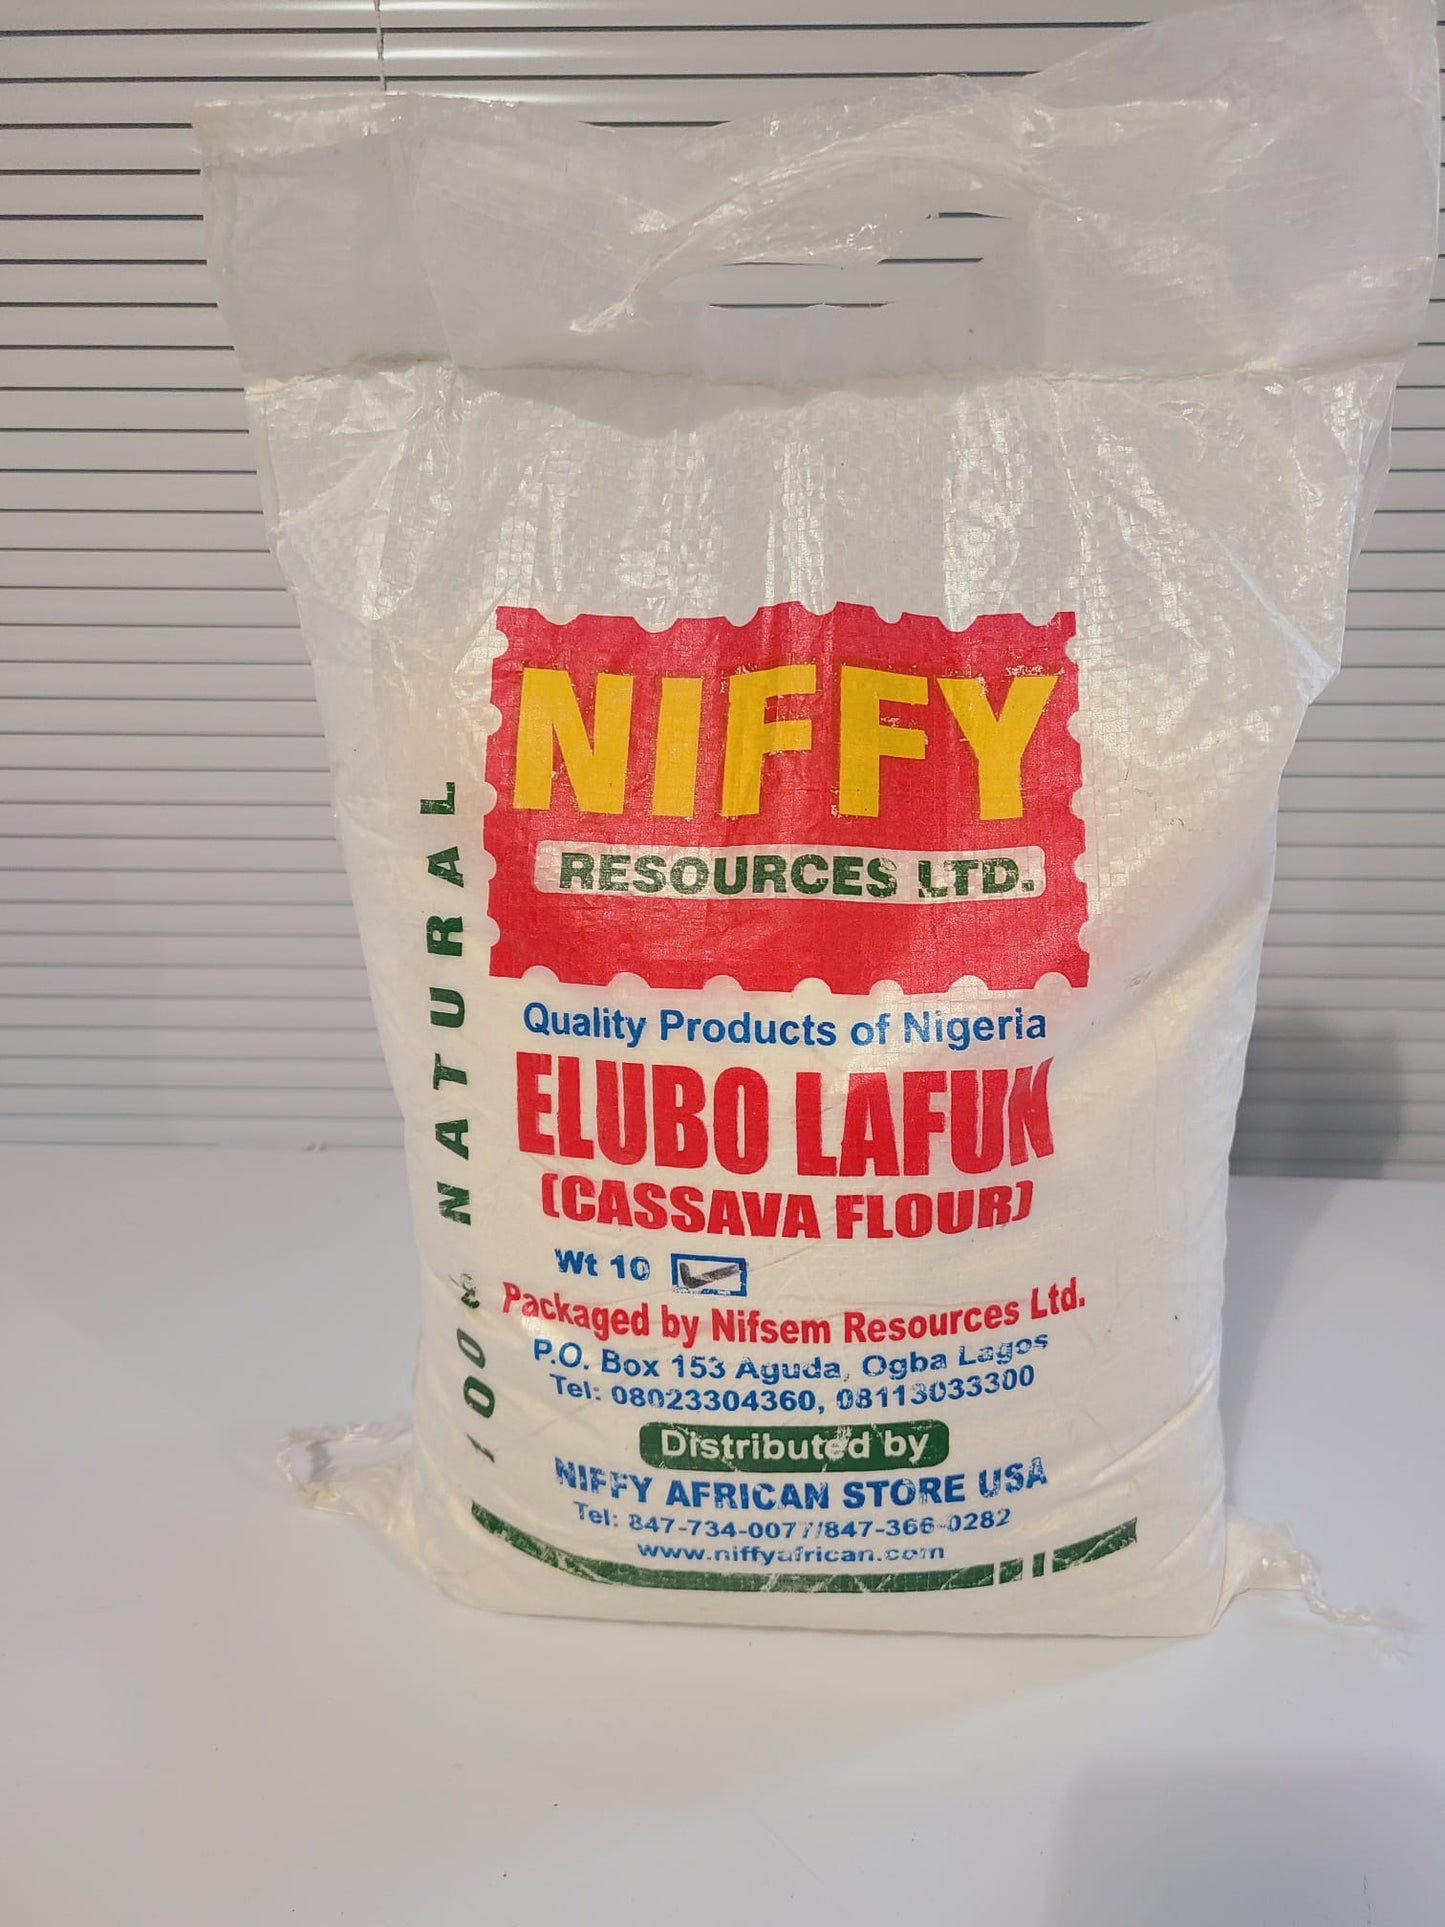 NIFFY
RESOURCES LTD.
Quality Products of Nigeria
ELUBO LAFUN
(CASSAVA FLOUR)
Wt 10
Packaged by Nifsem Resources Ltd.
P.O. Box 153 Aguda, Ogba Lagos
Tel: 08023304360, 08113033300
Distributed by
NIFFY AFRICAN STORE USA
Tel: 847-734-0077/847-366-0282
www.niffyafrican.com
100% NATURAL